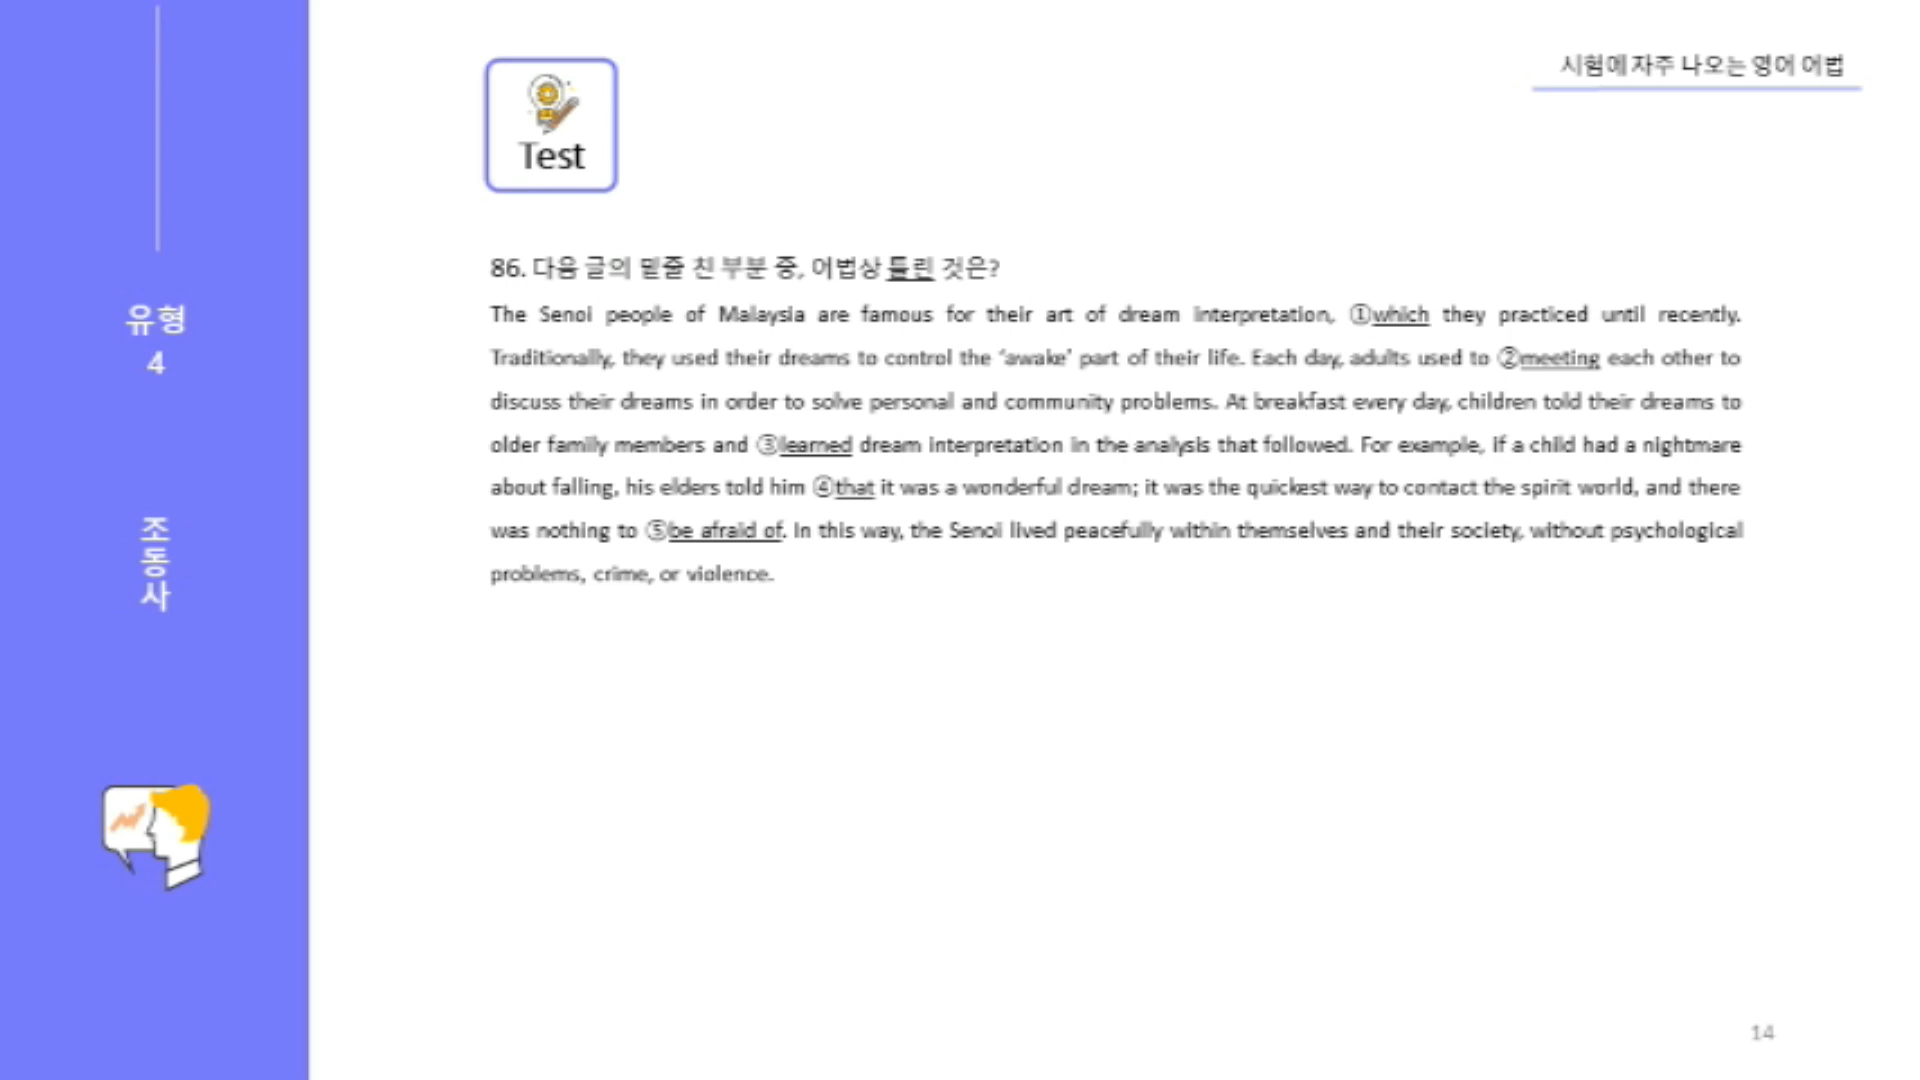 시험에 자주 나오는 영어 어법
Test
유형
4
조동사
86. 다음 글의 밑줄 친 부분 중, 어법상 틀린 것은?
The Senoi people of Malaysia are famous for their art of dream interpretation, ①which they practiced until recently.
Traditionally, they used their dreams to control the ‘awake’ part of their life. Each day, adults used to ②meeting each other to
discuss their dreams in order to solve personal and community problems. At breakfast every day, children told their dreams to
older family members and ③learned dream interpretation in the analysis that followed. For example, if a child had a nightmare
about falling, his elders told him ④that it was a wonderful dream; it was the quickest way to contact the spirit world, and there
was nothing to ⑤be afraid of. In this way, the Senoi lived peacefully within themselves and their society, without psychological
problems, crime, or violence.
14